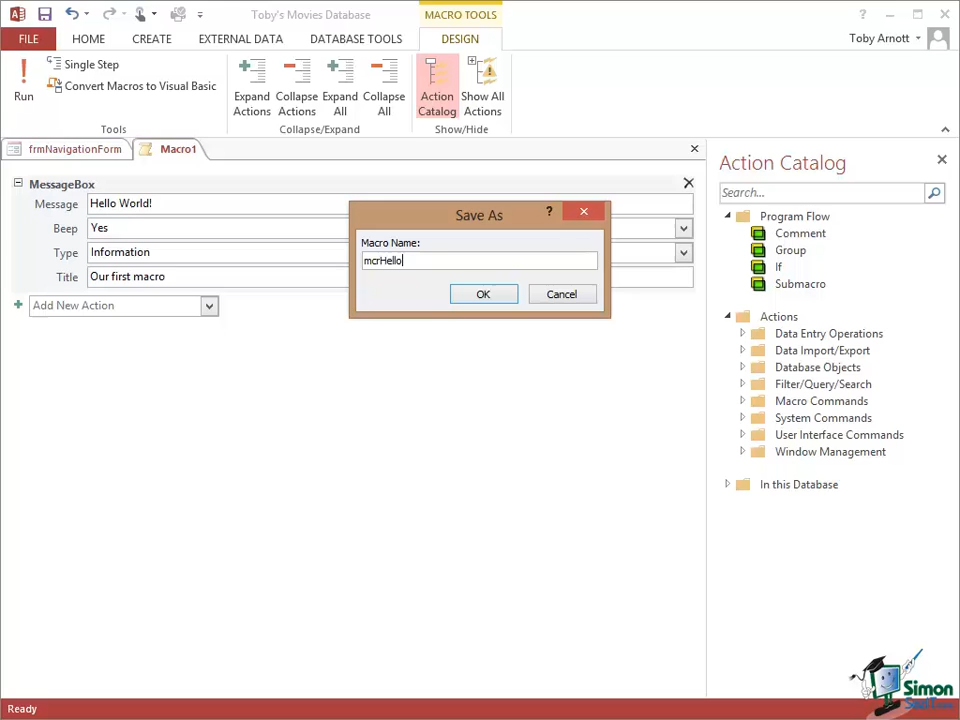 Toby's Movies Database
MACRO TOOLS
?
Toby Arnott
FILE
HOME
CREATE
EXTERNAL DATA
DATABASE TOOLS
DESIGN
Run
Single Step
Convert Macros to Visual Basic
Tools
Expand Actions
Collapse Actions
Expand All
Collapse All
Collapse/Expand
Action Catalog
Show All Actions
Show/Hide
frmNavigationForm
Macro1
MessageBox
Message
Hello World!
Beep
Yes
Type
Information
Title
Our first macro
Add New Action
Save As
?
Macro Name:
mcrHello
OK
Cancel
Action Catalog
Search...
Program Flow
Comment
Group
If
Submacro
Actions
Data Entry Operations
Data Import/Export
Database Objects
Filter/Query/Search
Macro Commands
System Commands
User Interface Commands
Window Management
In this Database
Simon
Ready